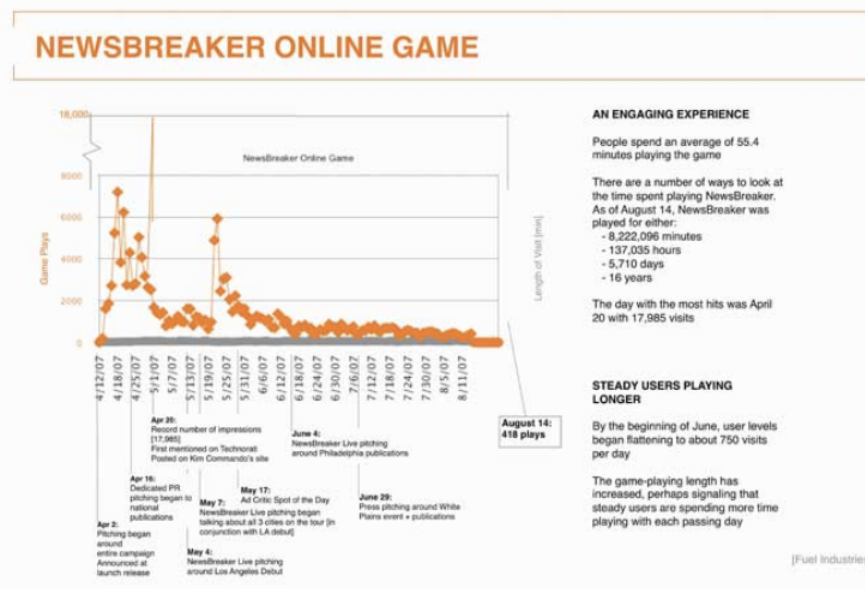 NEWSBREAKER ONLINE GAME
18,000
NewsBreaker Online Game
8000
6000
4000
2000
0
Game Plays
Length of Visit [min]
4/12/07
4/18/07
4/25/07
5/1/07
5/7/07
5/13/07
5/19/07
5/25/07
5/31/07
6/6/07
6/12/07
6/18/07
6/24/07
6/30/07
7/6/07
7/12/07
7/18/07
7/24/07
7/30/07
8/5/07
8/11/07
Apr 20:
Record number of impressions
[17,985]
First mentioned on Technorati
Posted on Kim Commando's site
June 4:
NewsBreaker Live pitching
around Philadelphia publications
August 14:
418 plays
Apr 16:
Dedicated PR
pitching began to
national
publications
May 17:
Ad Critic Spot of the Day
May 7:
NewsBreaker Live pitching began
talking about all 3 cities on the tour [in
conjunction with LA debut]
June 29:
Press pitching around White
Plains event + publications
Apr 2:
Pitching began
around
entire campaign
Announced at
launch release
May 4:
NewsBreaker Live pitching
around Los Angeles Debut
AN ENGAGING EXPERIENCE
People spend an average of 55.4
minutes playing the game
There are a number of ways to look at
the time spent playing NewsBreaker.
As of August 14, NewsBreaker was
played for either:
- 8,222,096 minutes
- 137,035 hours
- 5,710 days
- 16 years
The day with the most hits was April
20 with 17,985 visits
STEADY USERS PLAYING
LONGER
By the beginning of June, user levels
began flattening to about 750 visits
per day
The game-playing length has
increased, perhaps signaling that
steady users are spending more time
playing with each passing day
[Fuel Industries